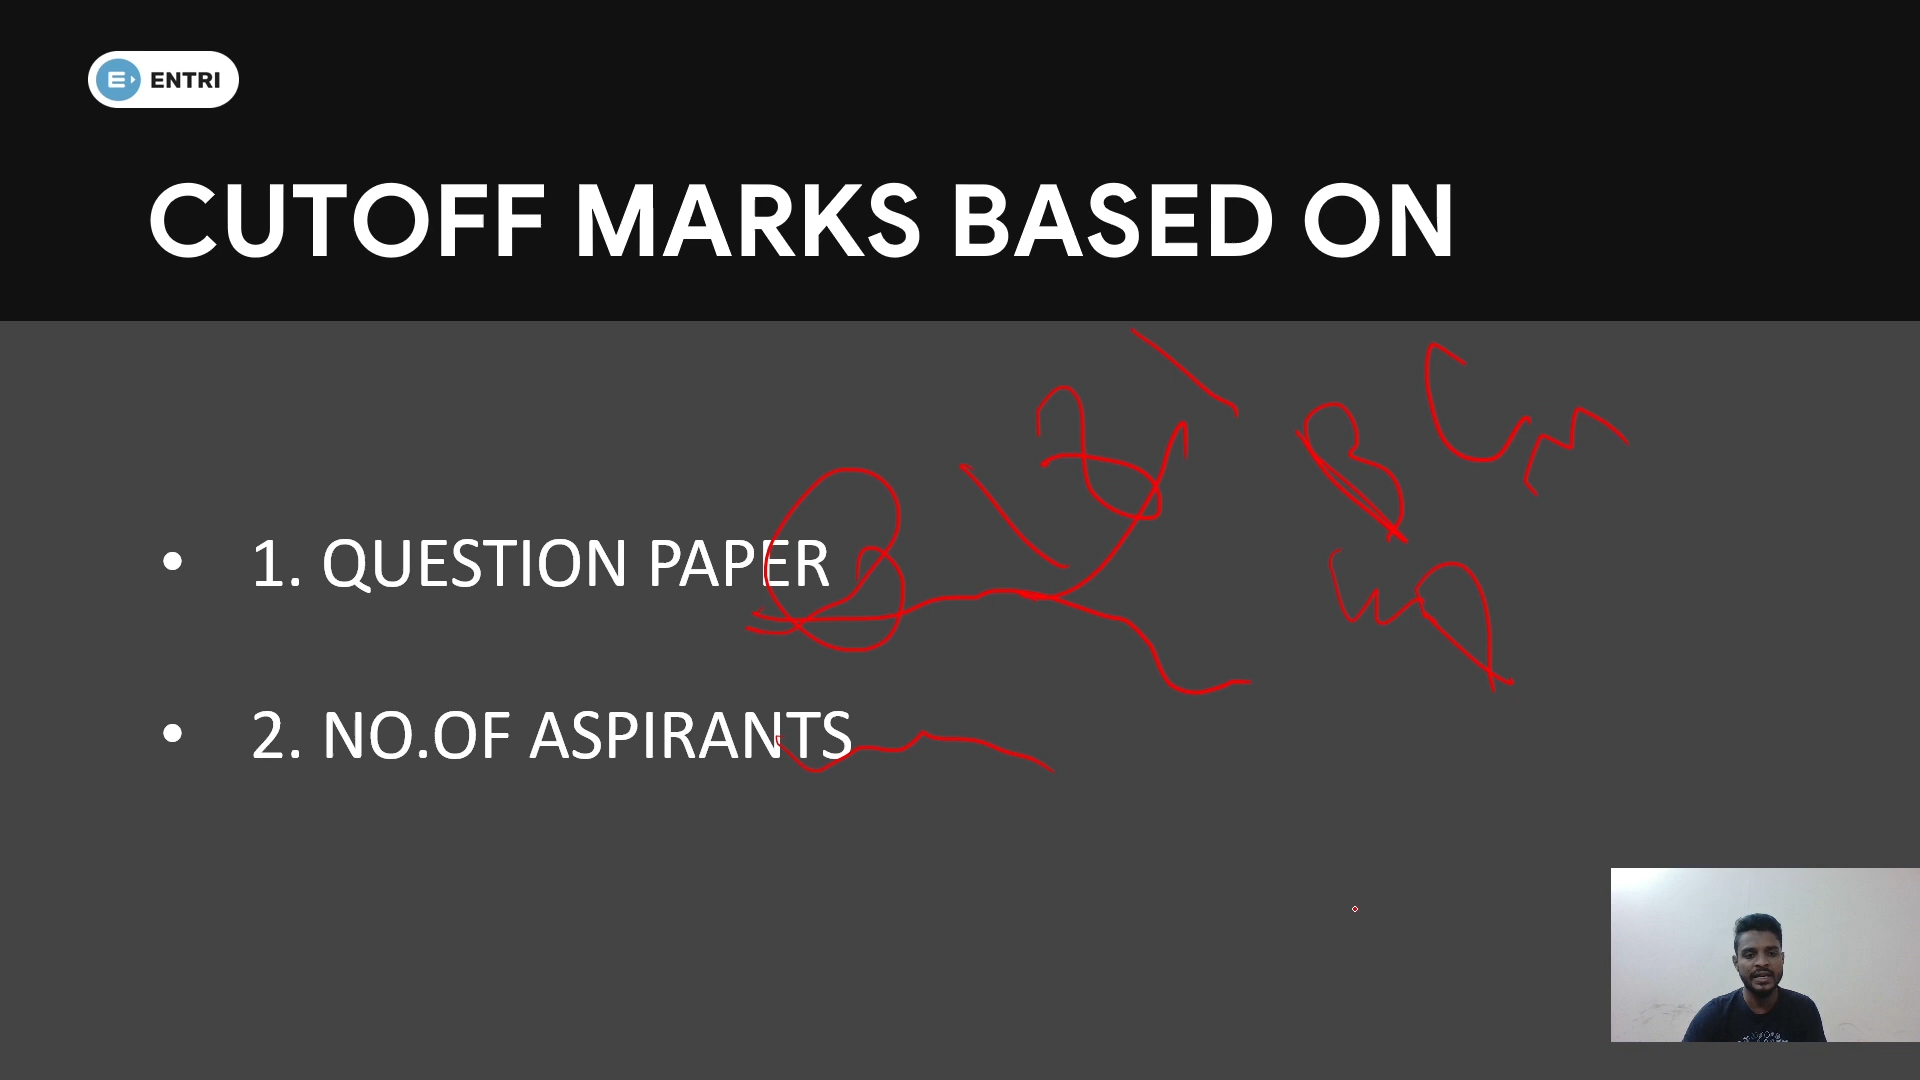 ENTRI
CUTOFF MARKS BASED ON
• 1. QUESTION PAPER
• 2. NO.OF ASPIRANTS